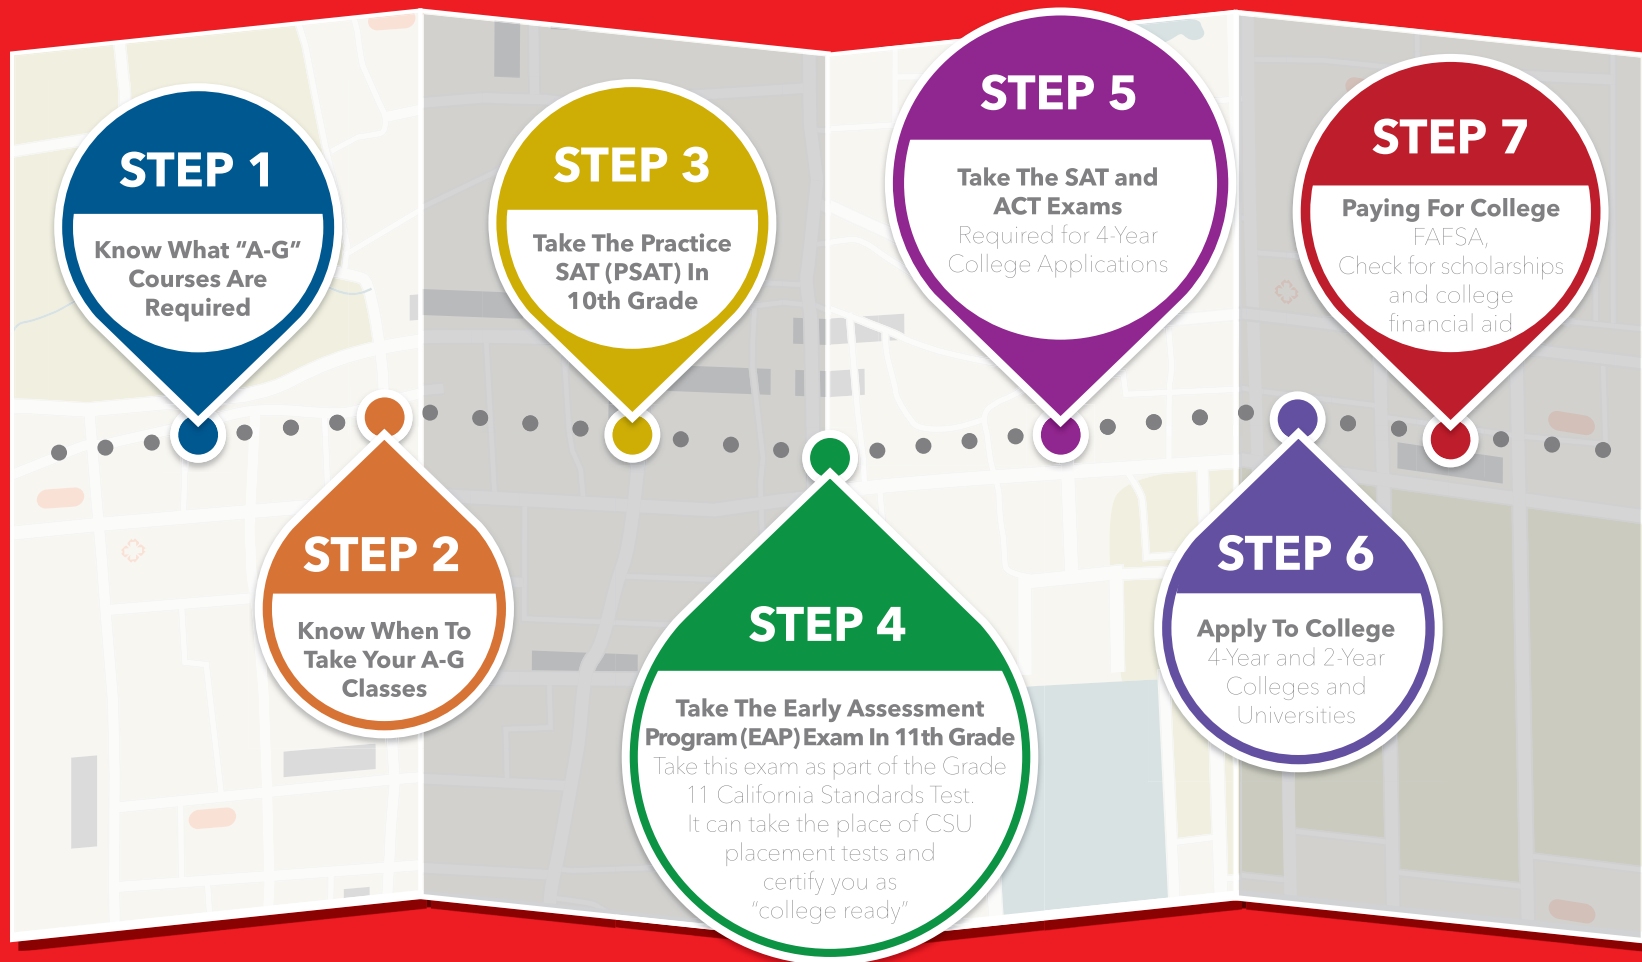 STEP 1
Know What “A-G”
Courses Are
Required
STEP 2
Know When To
Take Your A-G
Classes
STEP 3
Take The Practice
SAT (PSAT) In
10th Grade
STEP 4
Take The Early Assessment
Program (EAP) Exam In 11th Grade
Take this exam as part of the Grade
11 California Standards Test.
It can take the place of CSU
placement tests and
certify you as
“college ready”
STEP 5
Take The SAT and
ACT Exams
Required for 4-Year
College Applications
STEP 6
Apply To College
4-Year and 2-Year
Colleges and
Universities
STEP 7
Paying For College
FAFSA,
Check for scholarships
and college
financial aid